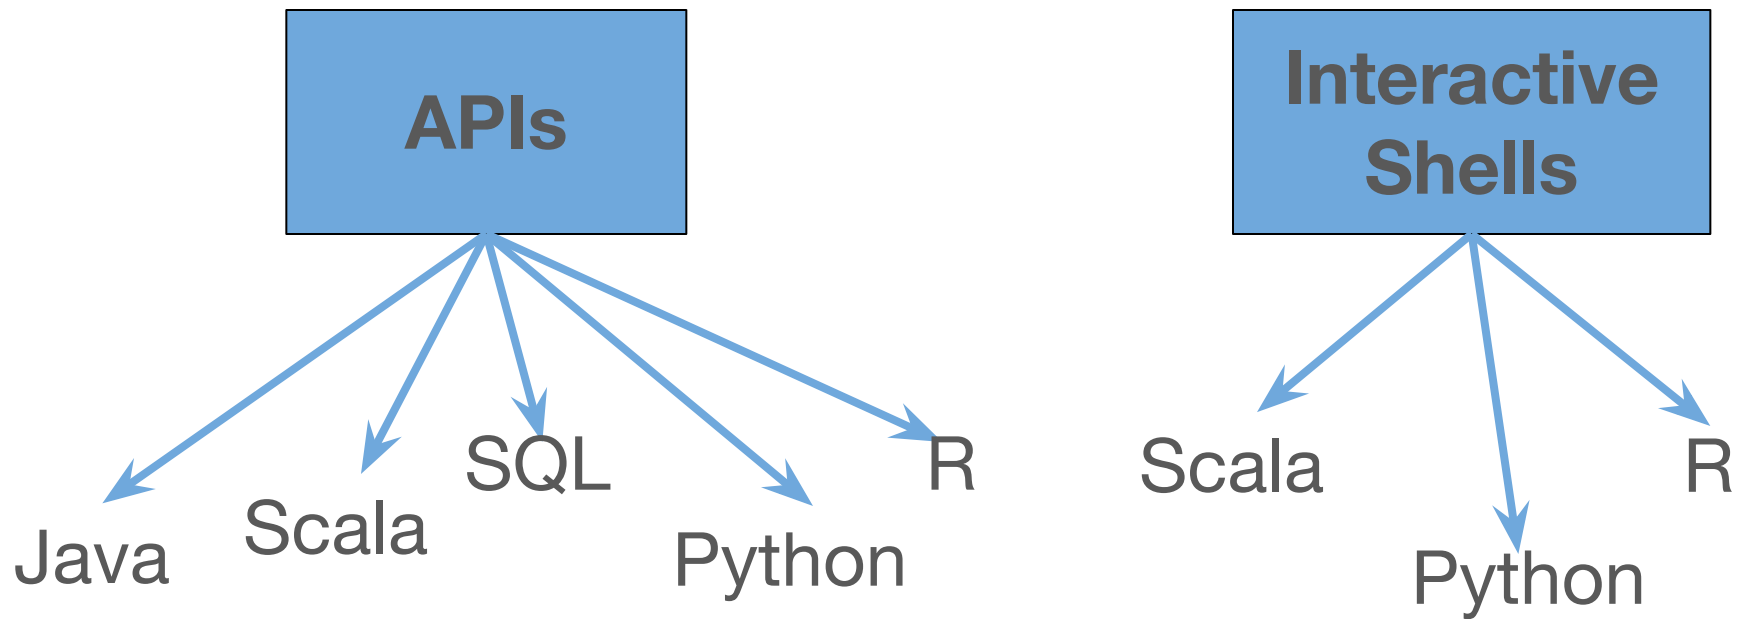 APIs
Java
Scala
SQL
Python
R
Interactive
Shells
Scala
Python
R